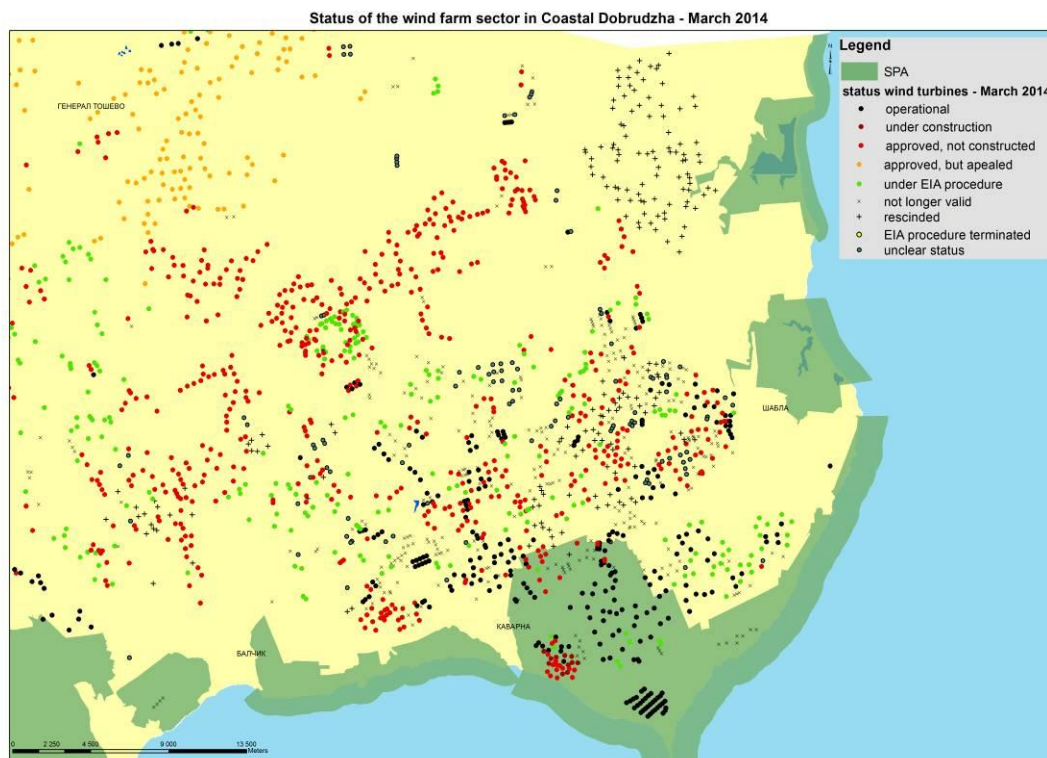 Status of the wind farm sector in Coastal Dobrudzha - March 2014
Legend
SPA
status wind turbines - March 2014
operational
under construction
approved, not constructed
approved, but apealed
under EIA procedure
not longer valid
rescinded
EIA procedure terminated
unclear status
ГЕНЕРАЛ ТОШЕВО
ШАБЛА
КАВАРНА
БАЛЧИК
0 2 250 4 500 9 000 13 500
Meters